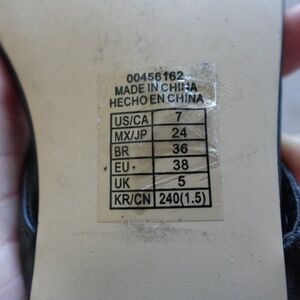 00456162
MADE IN CHINA
HECHO EN CHINA
US/CA 7
MX/JP 24
BR 36
EU 38
UK 5
KR/CN 240(1.5)